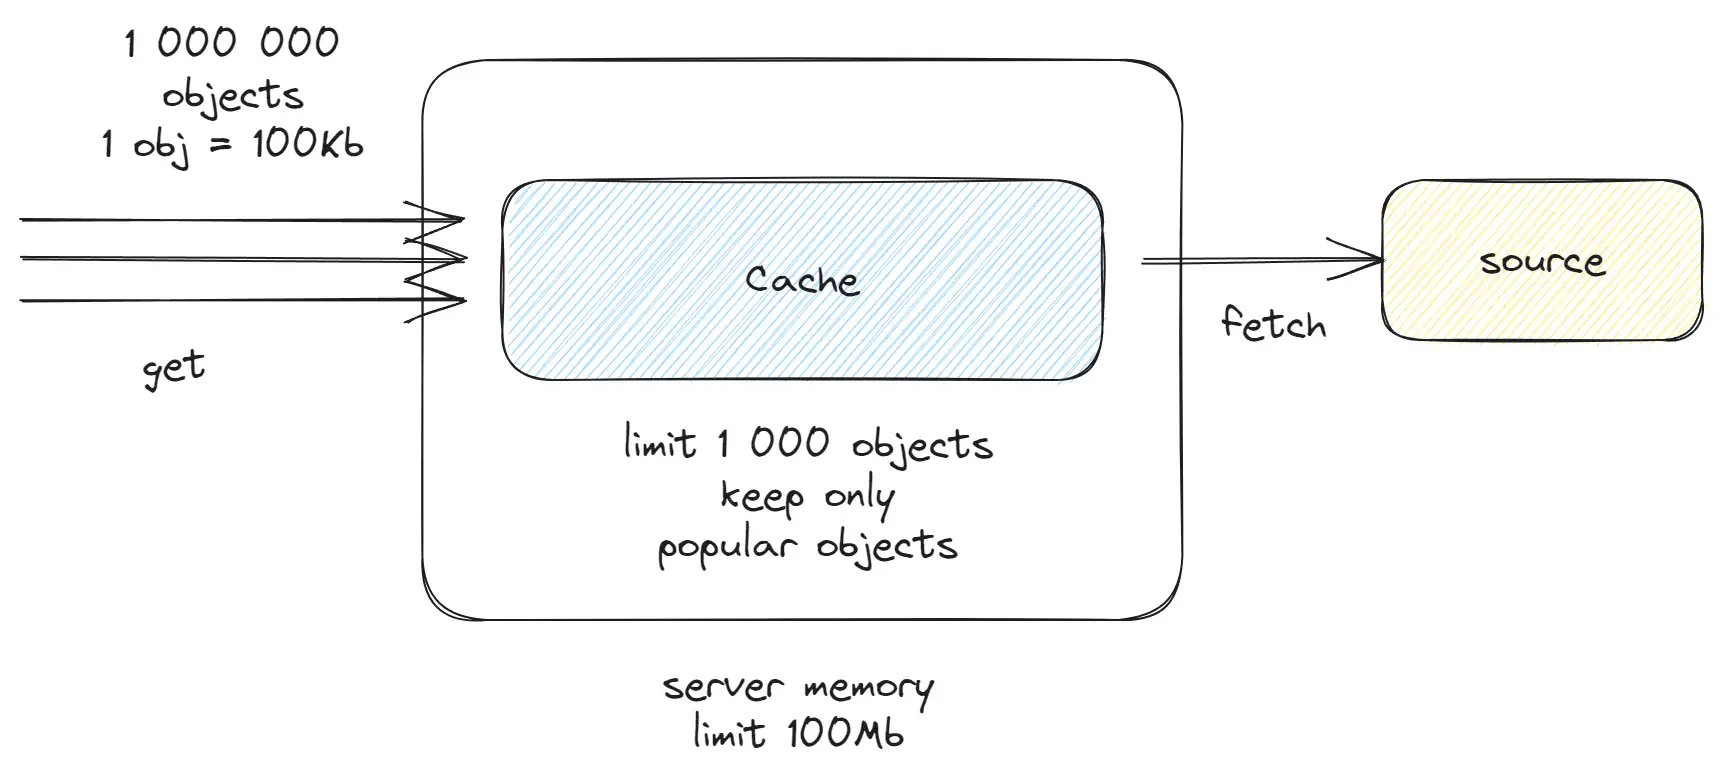 1 000 000
objects
1 obj = 100Kb
get
Cache
limit 1 000 objects
keep only
popular objects
server memory
limit 100Mb
fetch
source